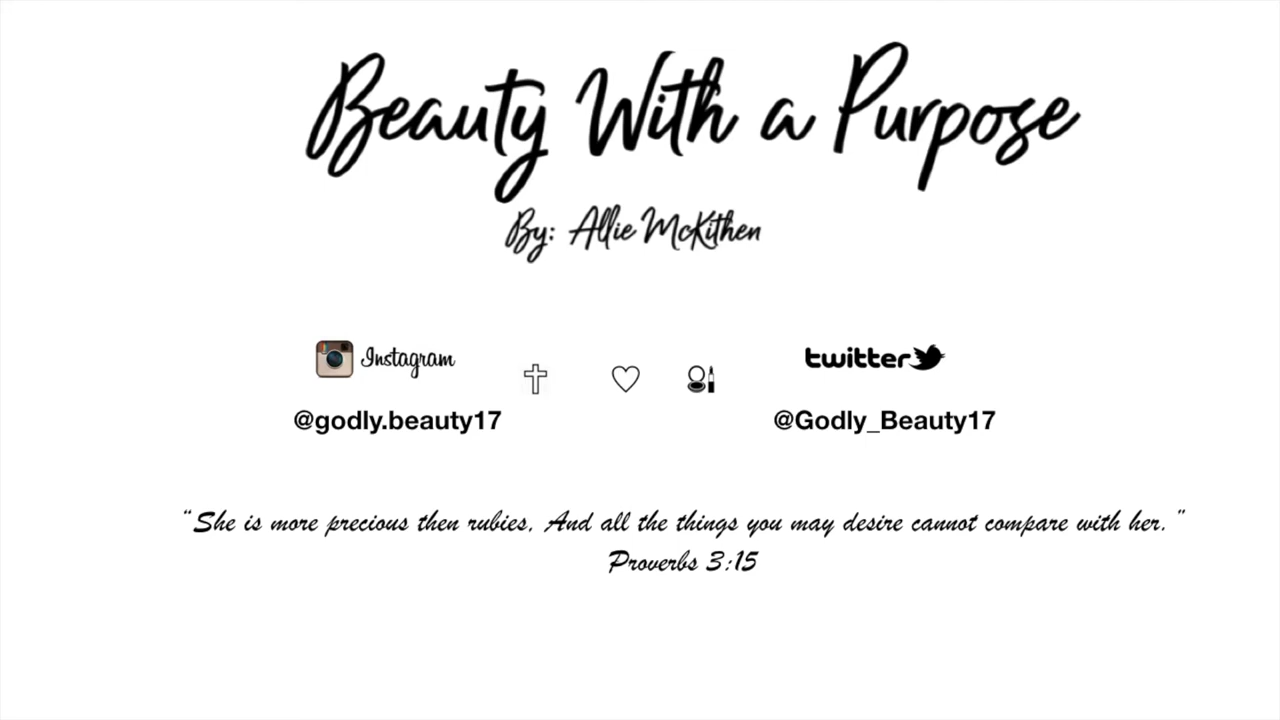 Beauty With a Purpose
By: Allie McKithen
Instagram
twitter
@godly.beauty17
@Godly_Beauty17
"She is more precious then rubies, And all the things you may desire cannot compare with her."
Proverbs 3:15